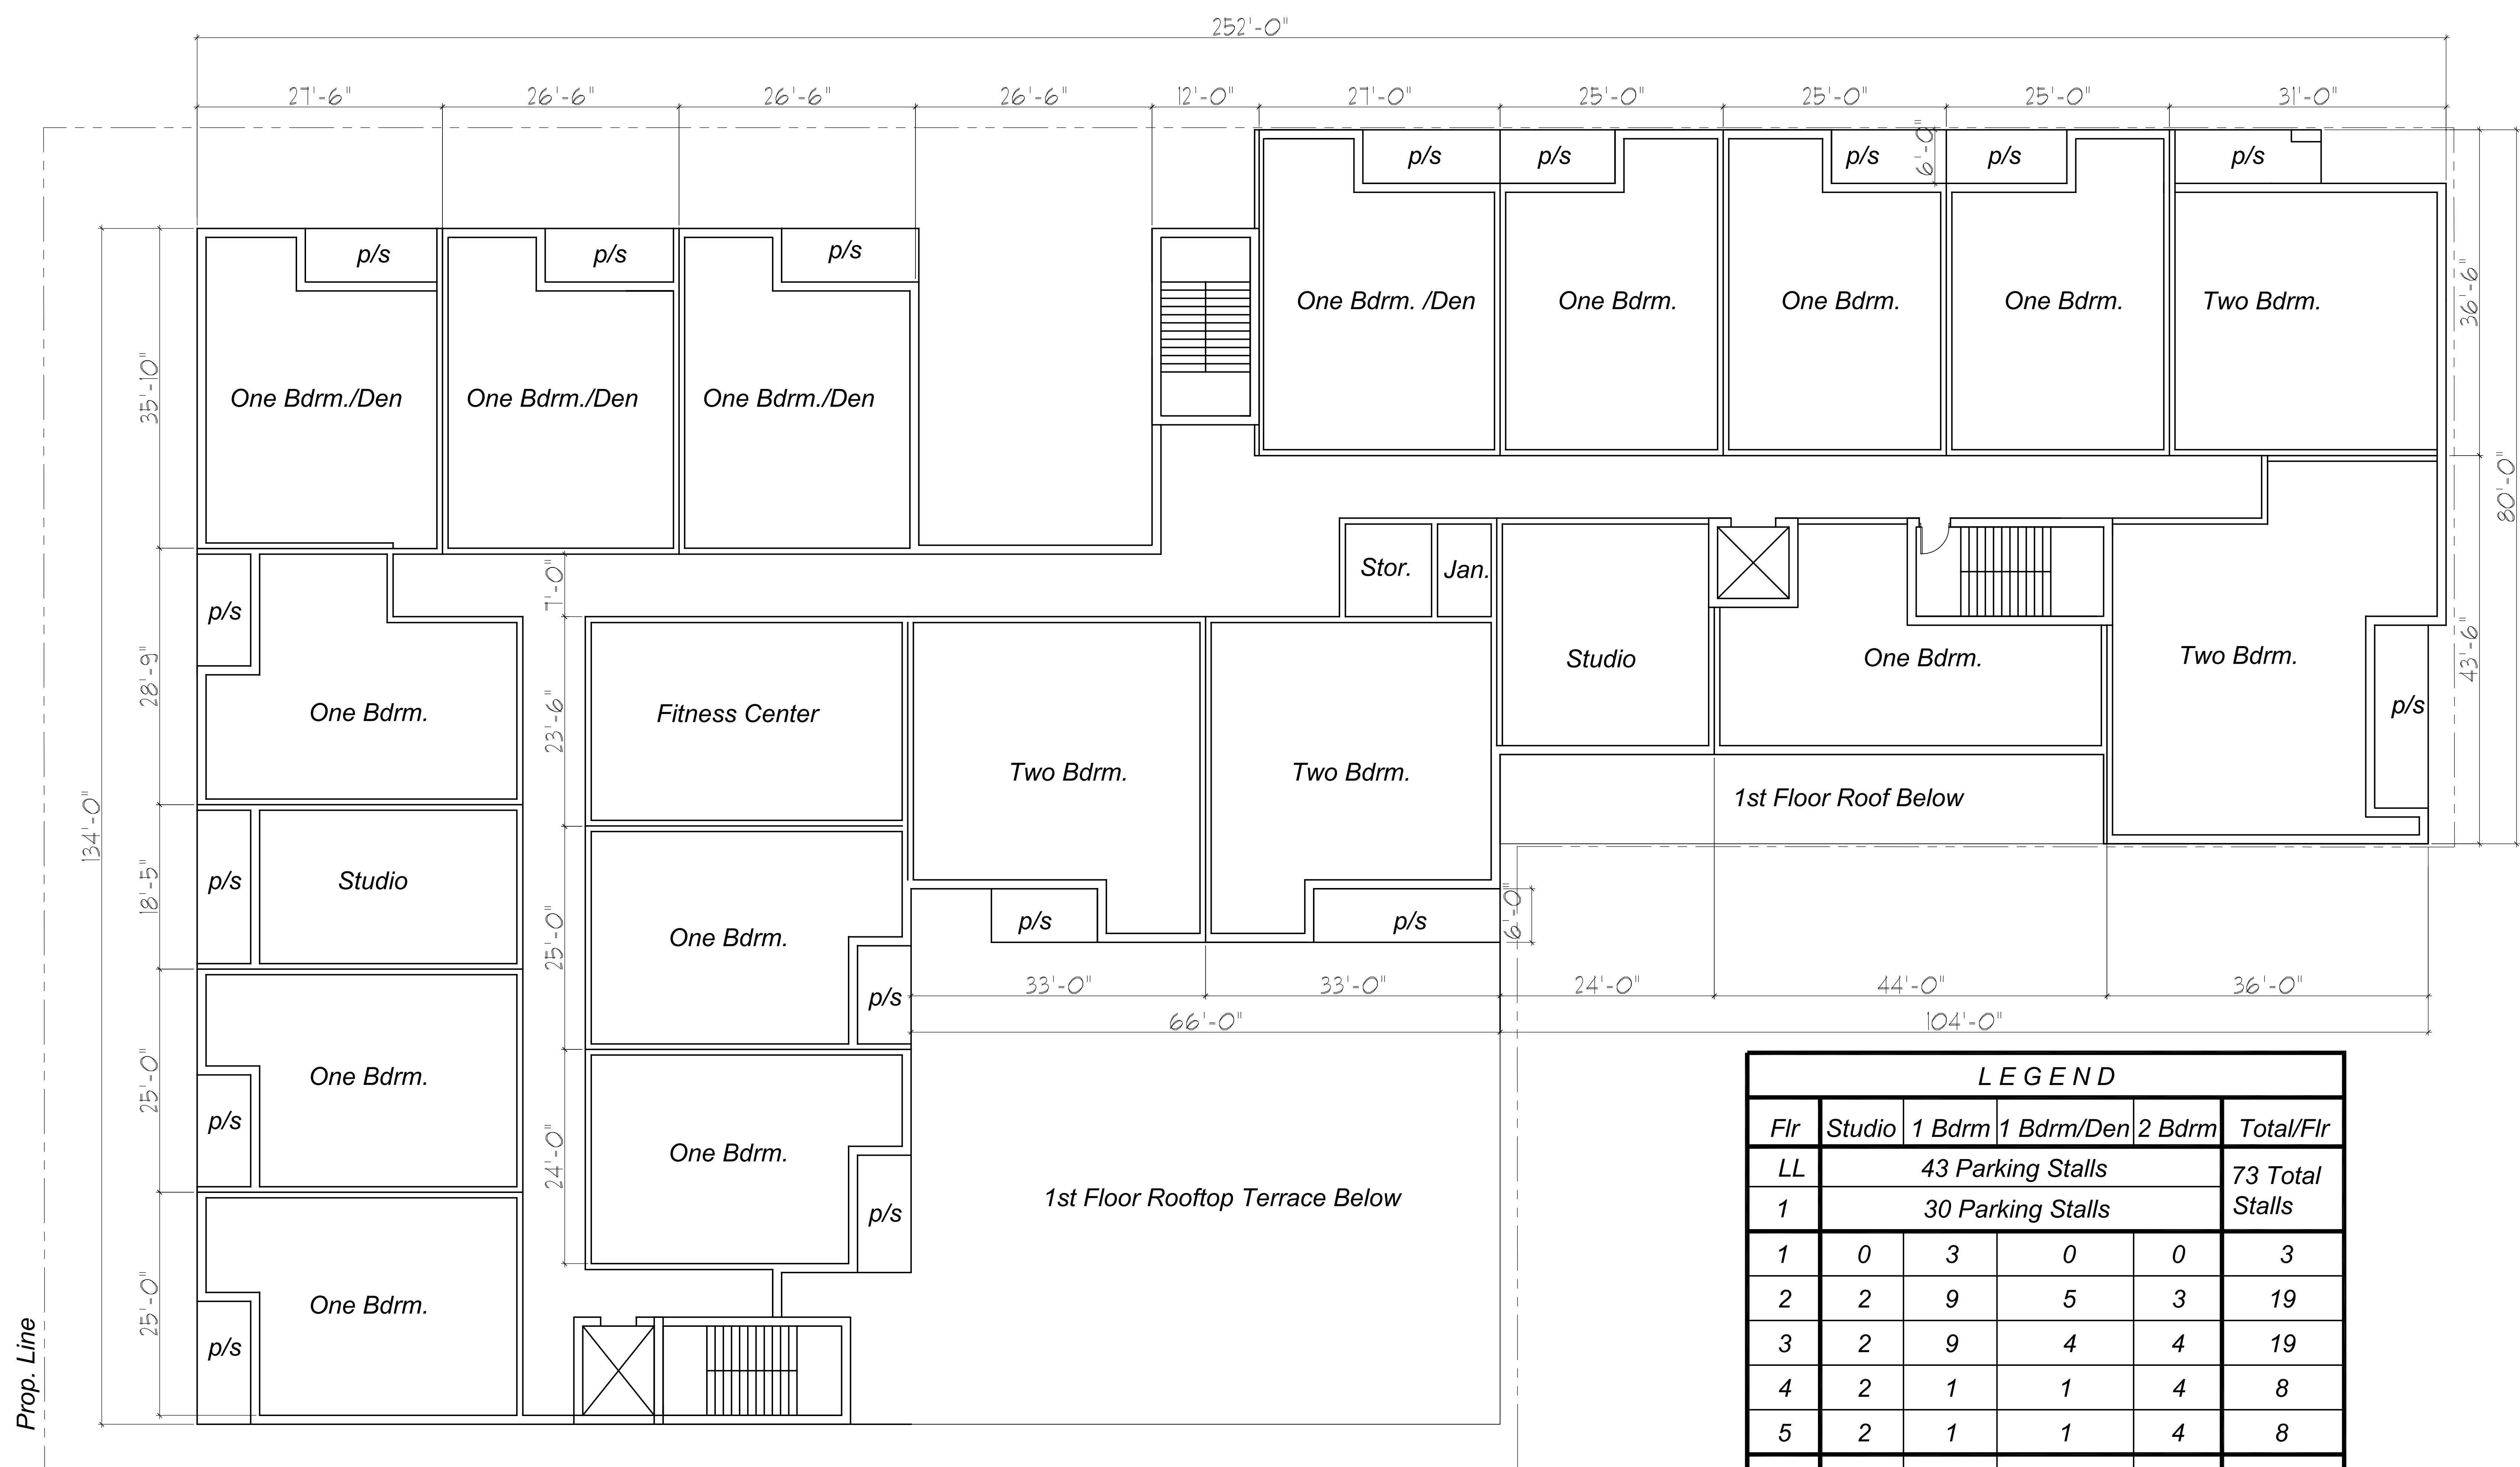 252'-0"
27'-6" 26'-6" 26'-6" 26'-6" 12'-0" 27'-0" 25'-0" 25'-0" 25'-0" 31'-0"
p/s p/s p/s p/s p/s
6'-0"
p/s p/s p/s
One Bdrm. /Den One Bdrm. One Bdrm. One Bdrm. Two Bdrm.
36'-6"
35'-10"
One Bdrm./Den One Bdrm./Den One Bdrm./Den
80'-0"
Stor. Jan.
7'-0"
p/s
28'-9"
Studio One Bdrm. Two Bdrm.
43'-6"
p/s
One Bdrm.
23'-6"
Fitness Center
Two Bdrm. Two Bdrm.
1st Floor Roof Below
134'-0"
18'-5"
p/s Studio
p/s p/s
6'-0"
25'-0"
One Bdrm.
p/s
33'-0" 33'-0" 24'-0" 44'-0" 36'-0"
66'-0" 104'-0"
25'-0"
One Bdrm.
p/s
24'-0"
One Bdrm.
p/s
1st Floor Rooftop Terrace Below
25'-0"
One Bdrm.
p/s
Prop. Line
L E G E N D
Flr Studio 1 Bdrm 1 Bdrm/Den 2 Bdrm Total/Flr
LL 43 Parking Stalls 73 Total
1 30 Parking Stalls Stalls
1 0 3 0 0 3
2 2 9 5 3 19
3 2 9 4 4 19
4 2 1 1 4 8
5 2 1 1 4 8